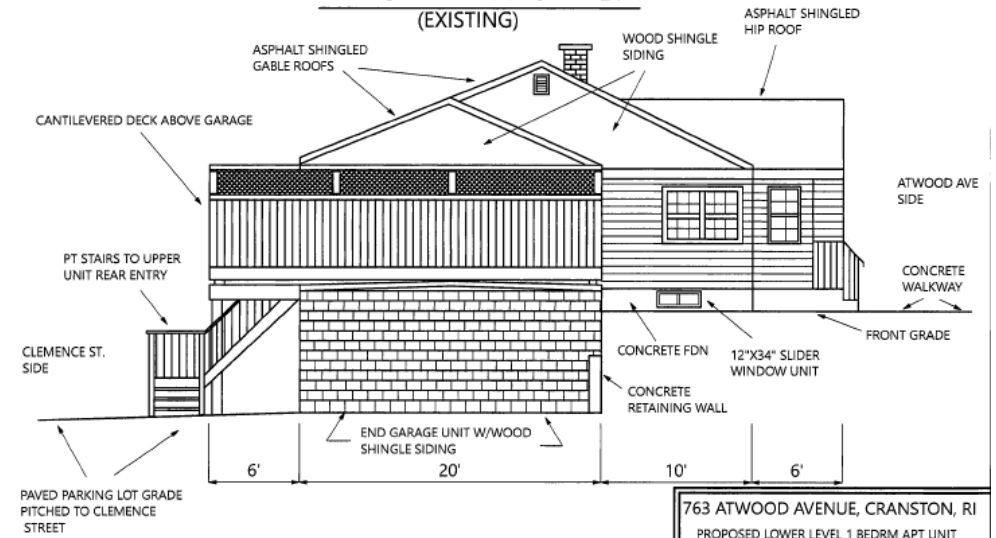 (EXISTING)
ASPHALT SHINGLED
GABLE ROOFS
WOOD SHINGLE
SIDING
ASPHALT SHINGLED
HIP ROOF
CANTILEVERED DECK ABOVE GARAGE
ATWOOD AVE
SIDE
PT STAIRS TO UPPER
UNIT REAR ENTRY
CONCRETE
WALKWAY
FRONT GRADE
CLEMENCE ST.
SIDE
CONCRETE FDN
12"X34" SLIDER
WINDOW UNIT
CONCRETE
RETAINING WALL
END GARAGE UNIT W/WOOD
SHINGLE SIDING
6'
20'
10'
6'
PAVED PARKING LOT GRADE
PITCHED TO CLEMENCE
STREET
763 ATWOOD AVENUE, CRANSTON, RI
PROPOSED LOWER LEVEL 1 BEDRM APT UNIT